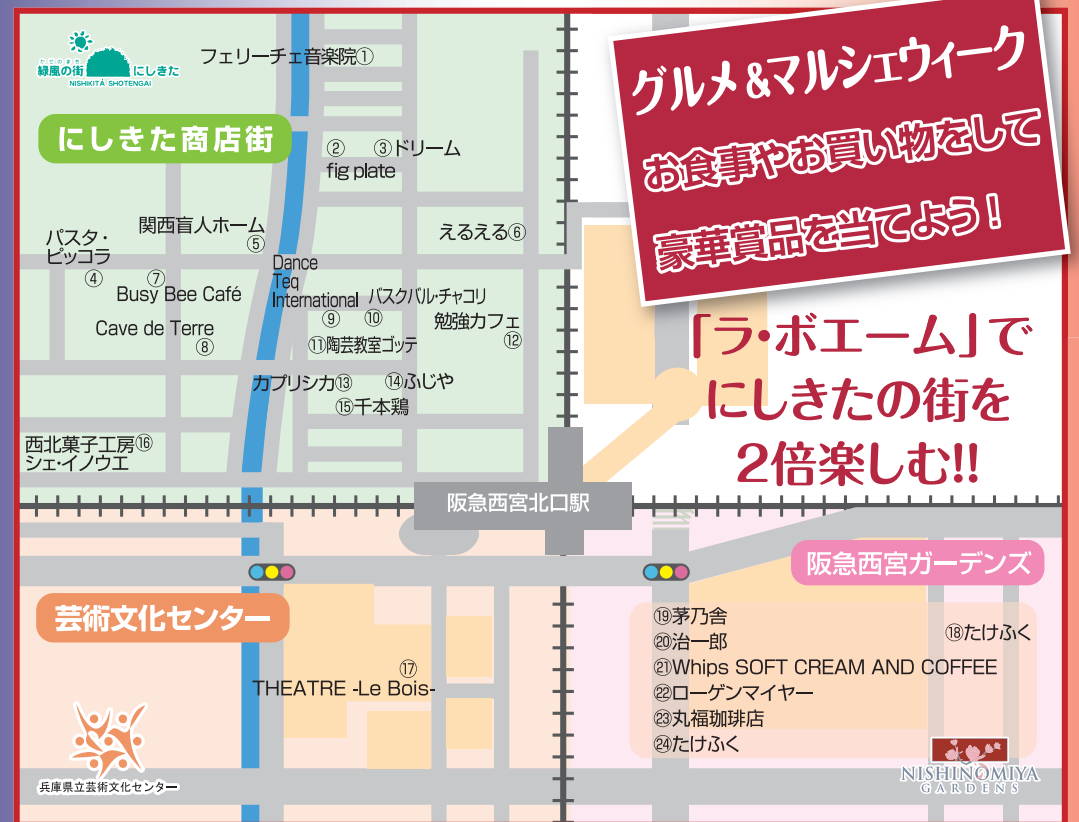 グルメ&マルシェウィーク
お食事やお買い物をして
豪華賞品を当てよう!
「ラ・ボエーム」で
にしきたの街を
2倍楽しむ!!
かぜのまち
緑風の街 にしきた
NISHIKITA SHOTENGAI
にしきた商店街
フェリーチェ音楽院①
② ③ドリーム
fig plate
関西盲人ホーム
⑤
えるえる⑥
パスタ・
ピッコラ
④ ⑦
Busy Bee Café
Cave de Terre
⑧
Dance
Teq
International
⑨
バスクバル・チャコリ
⑩
勉強カフェ
⑫
⑪陶芸教室ゴッテ
カプリシカ⑬ ⑭ふじや
⑮千本鶏
西北菓子工房⑯
シェ・イノウエ
阪急西宮北口駅
芸術文化センター
⑰
THEATRE -Le Bois-
兵庫県立芸術文化センター
阪急西宮ガーデンズ
⑱たけふく
⑲茅乃舎
⑳治一郎
㉑Whips SOFT CREAM AND COFFEE
㉒ローゲンマイヤー
㉓丸福珈琲店
㉔たけふく
NISHINOMIYA
GARDENS